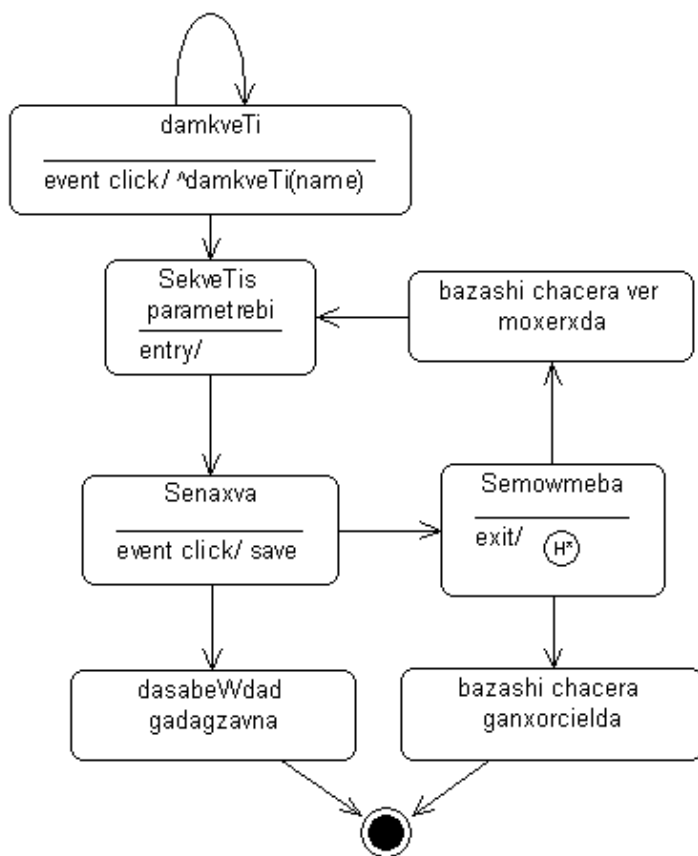 damkveTi
event click/ ^damkveTi(name)
SekveTis
parametrebi
entry/
bazashi chacera ver
moxerxda
Senaxva
event click/ save
Semowmeba
exit/
H*
dasabeWdad
gadagzavna
bazashi chacera
ganxorcielda